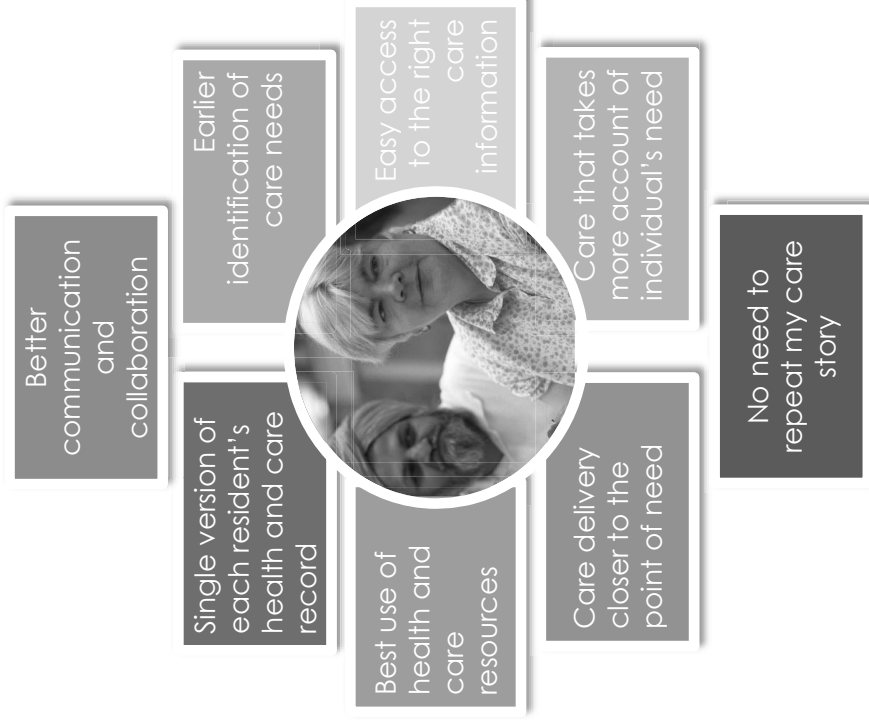 Better
communication
and
collaboration
Single version of
each resident's
health and care
record
Earlier
identification of
care needs
Best use of
health and
care
resources
Easy access
to the right
care
information
Care delivery
closer to the
point of need
Care that takes
more account of
individual's need
No need to
repeat my care
story